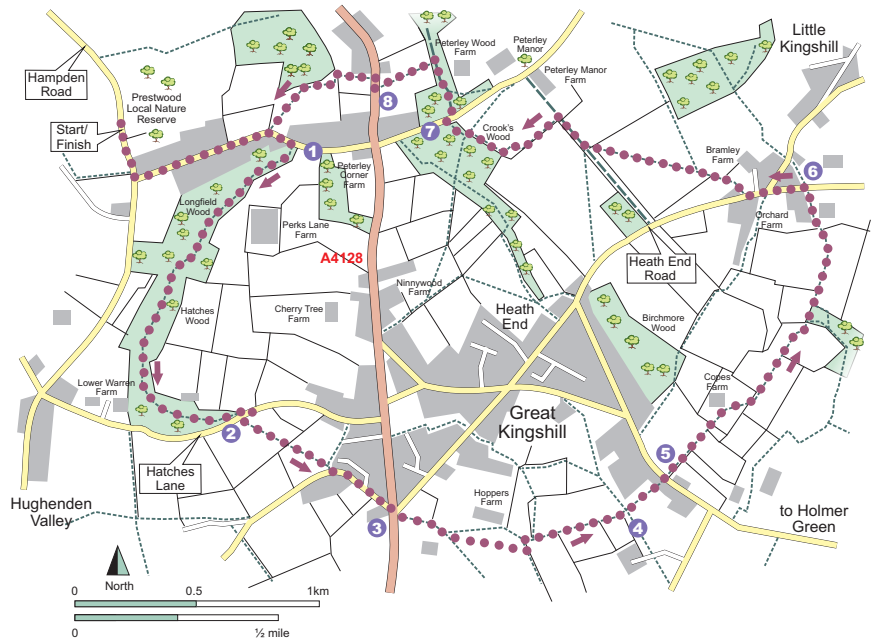 Little
Kingshill
Hampden
Road
Prestwood
Local Nature
Reserve
Start/
Finish
Peterley Wood
Farm
Peterley
Manor
Peterley Manor
Farm
8
7
Crook's
Wood
1
Peterley
Corner
Farm
Bramley
Farm
6
Orchard
Farm
Longfield
Wood
Perks Lane
Farm
A4128
Heath End
Road
Ninnywood
Farm
Heath
End
Birchmore
Wood
Hatches
Wood
Cherry Tree
Farm
Copes
Farm
Lower Warren
Farm
2
Great
Kingshill
Hatches
Lane
5
Hughenden
Valley
3
Hoppers
Farm
4
to Holmer
Green
North
0 0.5 1km
0 ½ mile